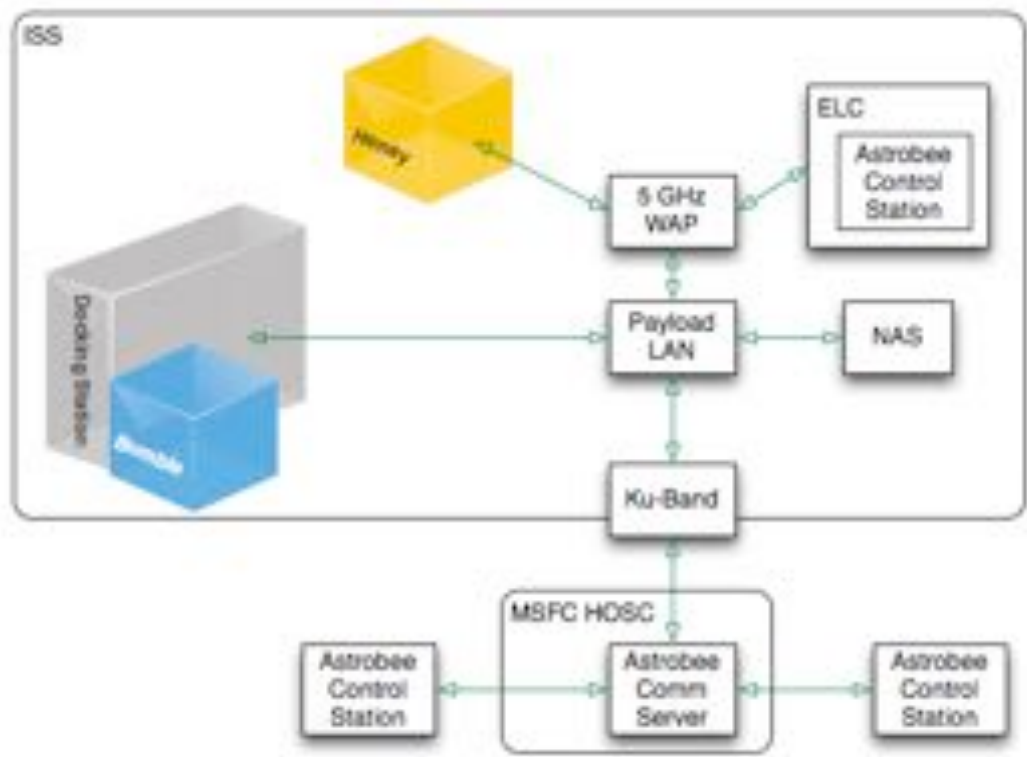 ISS
Honey
ELC
Astrobee
Control
Station
5 GHz
WAP
Docking Station
Payload
LAN
NAS
Bumble
Ku-Band
MSFC HOSC
Astrobee
Control
Station
Astrobee
Comm
Server
Astrobee
Control
Station